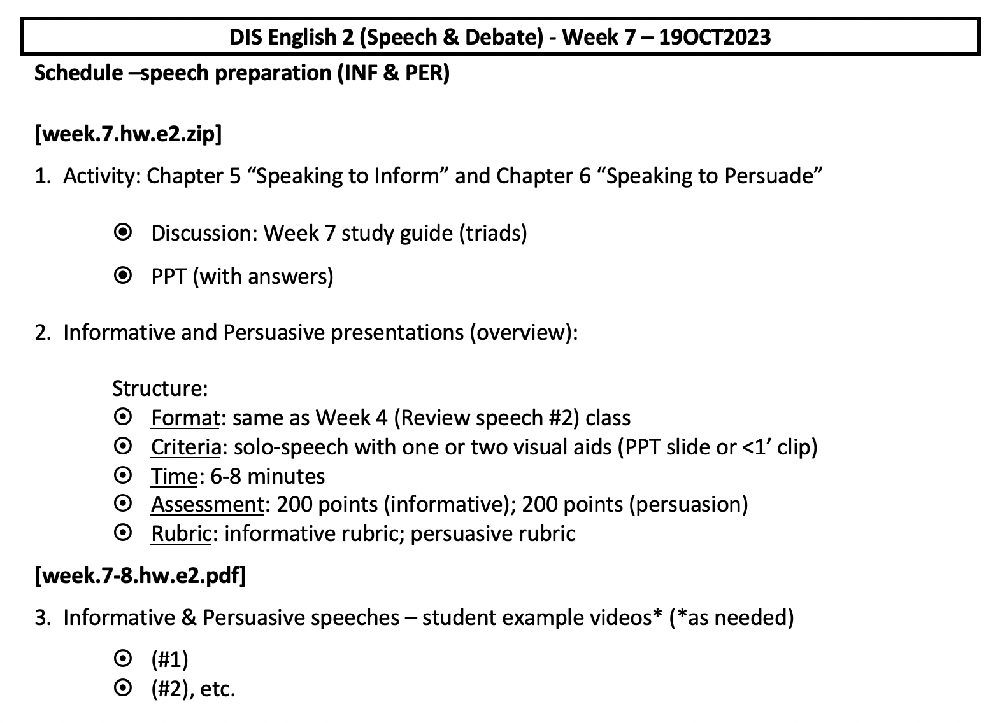 DIS English 2 (Speech & Debate) - Week 7 – 19OCT2023
Schedule –speech preparation (INF & PER)
[week.7.hw.e2.zip]
1. Activity: Chapter 5 “Speaking to Inform” and Chapter 6 “Speaking to Persuade”
Discussion: Week 7 study guide (triads)
PPT (with answers)
2. Informative and Persuasive presentations (overview):
Structure:
Format: same as Week 4 (Review speech #2) class
Criteria: solo-speech with one or two visual aids (PPT slide or <1’ clip)
Time: 6-8 minutes
Assessment: 200 points (informative); 200 points (persuasion)
Rubric: informative rubric; persuasive rubric
[week.7-8.hw.e2.pdf]
3. Informative & Persuasive speeches – student example videos* (*as needed)
(#1)
(#2), etc.